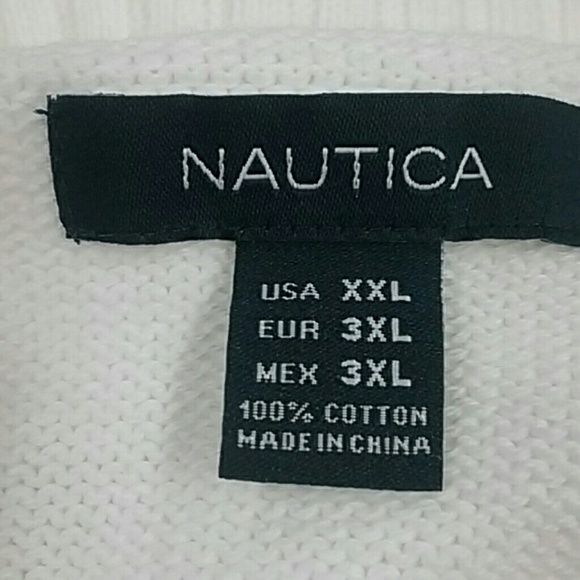 NAUTICA
USA XXL
EUR 3XL
MEX 3XL
100% COTTON
MADE IN CHINA